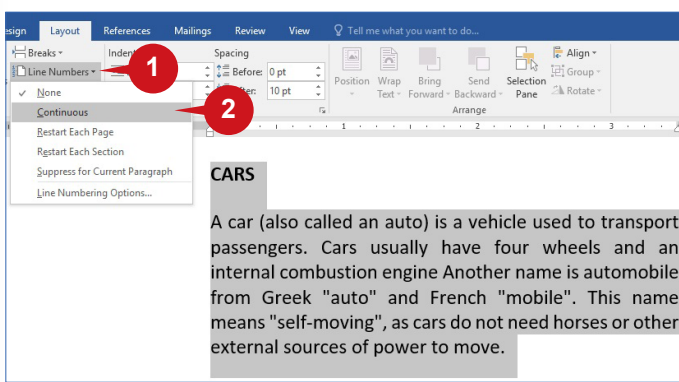 esign Layout References Mailings Review View Tell me what you want to do...
Breaks Indent Spacing Align
Line Numbers 1 Before: 0 pt Position Wrap Bring Send Selection Group
None After: 10 pt Text Forward Backward Pane Rotate
Continuous 2 Arrange
Restart Each Page 1 2 3
Restart Each Section
Suppress for Current Paragraph
Line Numbering Options...
CARS
A car (also called an auto) is a vehicle used to transport
passengers. Cars usually have four wheels and an
internal combustion engine Another name is automobile
from Greek "auto" and French "mobile". This name
means "self-moving", as cars do not need horses or other
external sources of power to move.